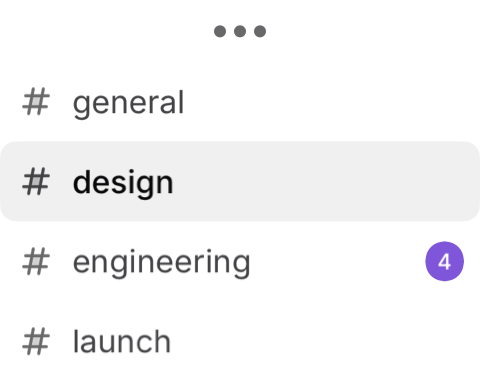 # general
# design
# engineering 4
# launch